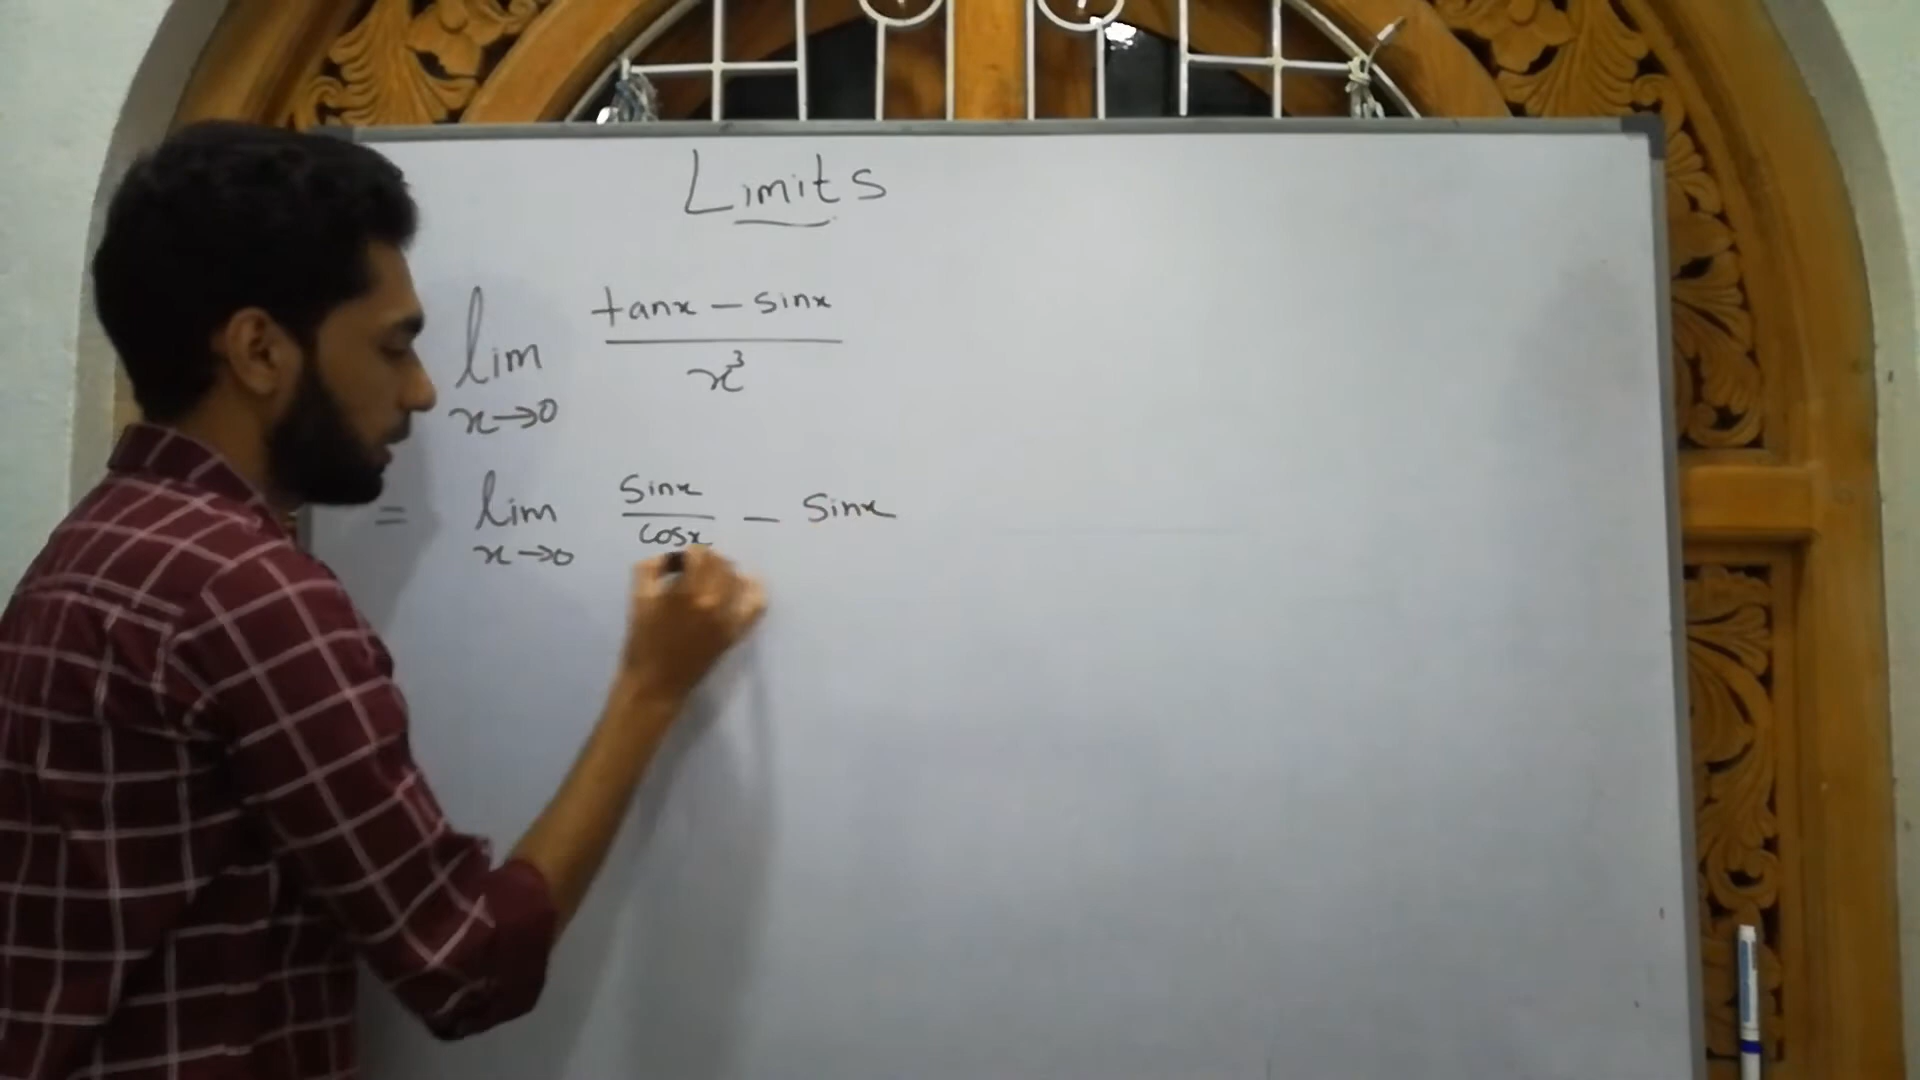 Limits
lim x→0 tanx − sinx / x³
= lim x→0 sinx / cosx − sinx